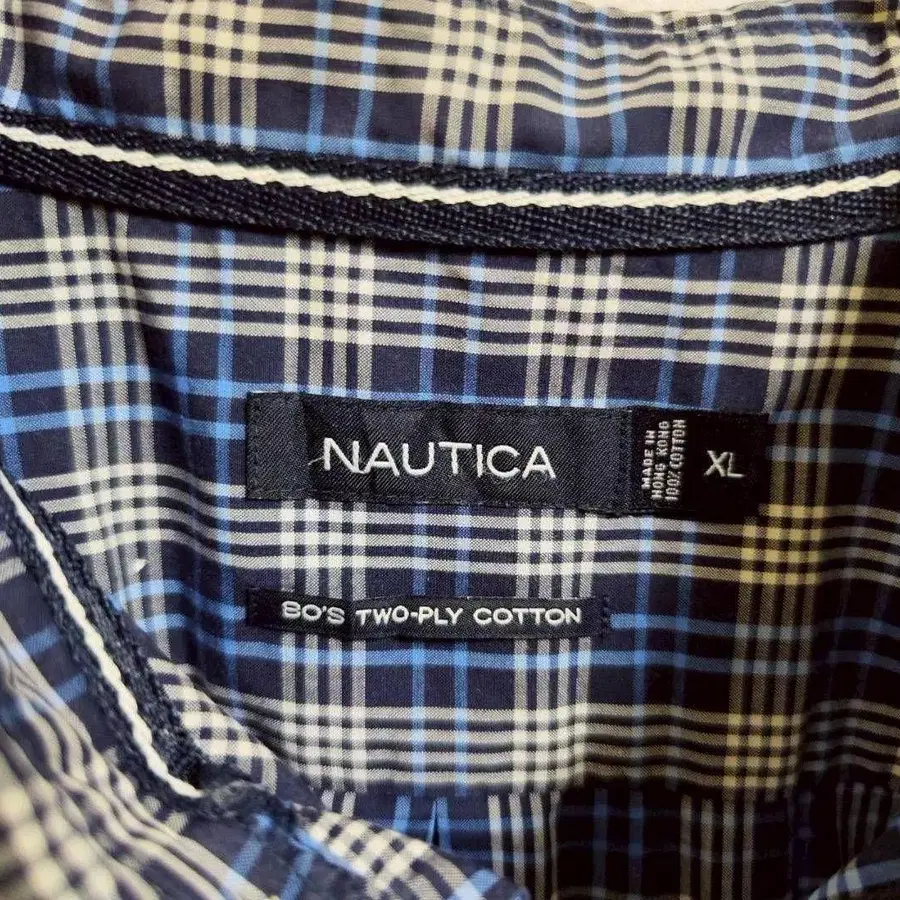 NAUTICA
MADE IN
HONG KONG
100% COTTON
XL
80'S TWO-PLY COTTON